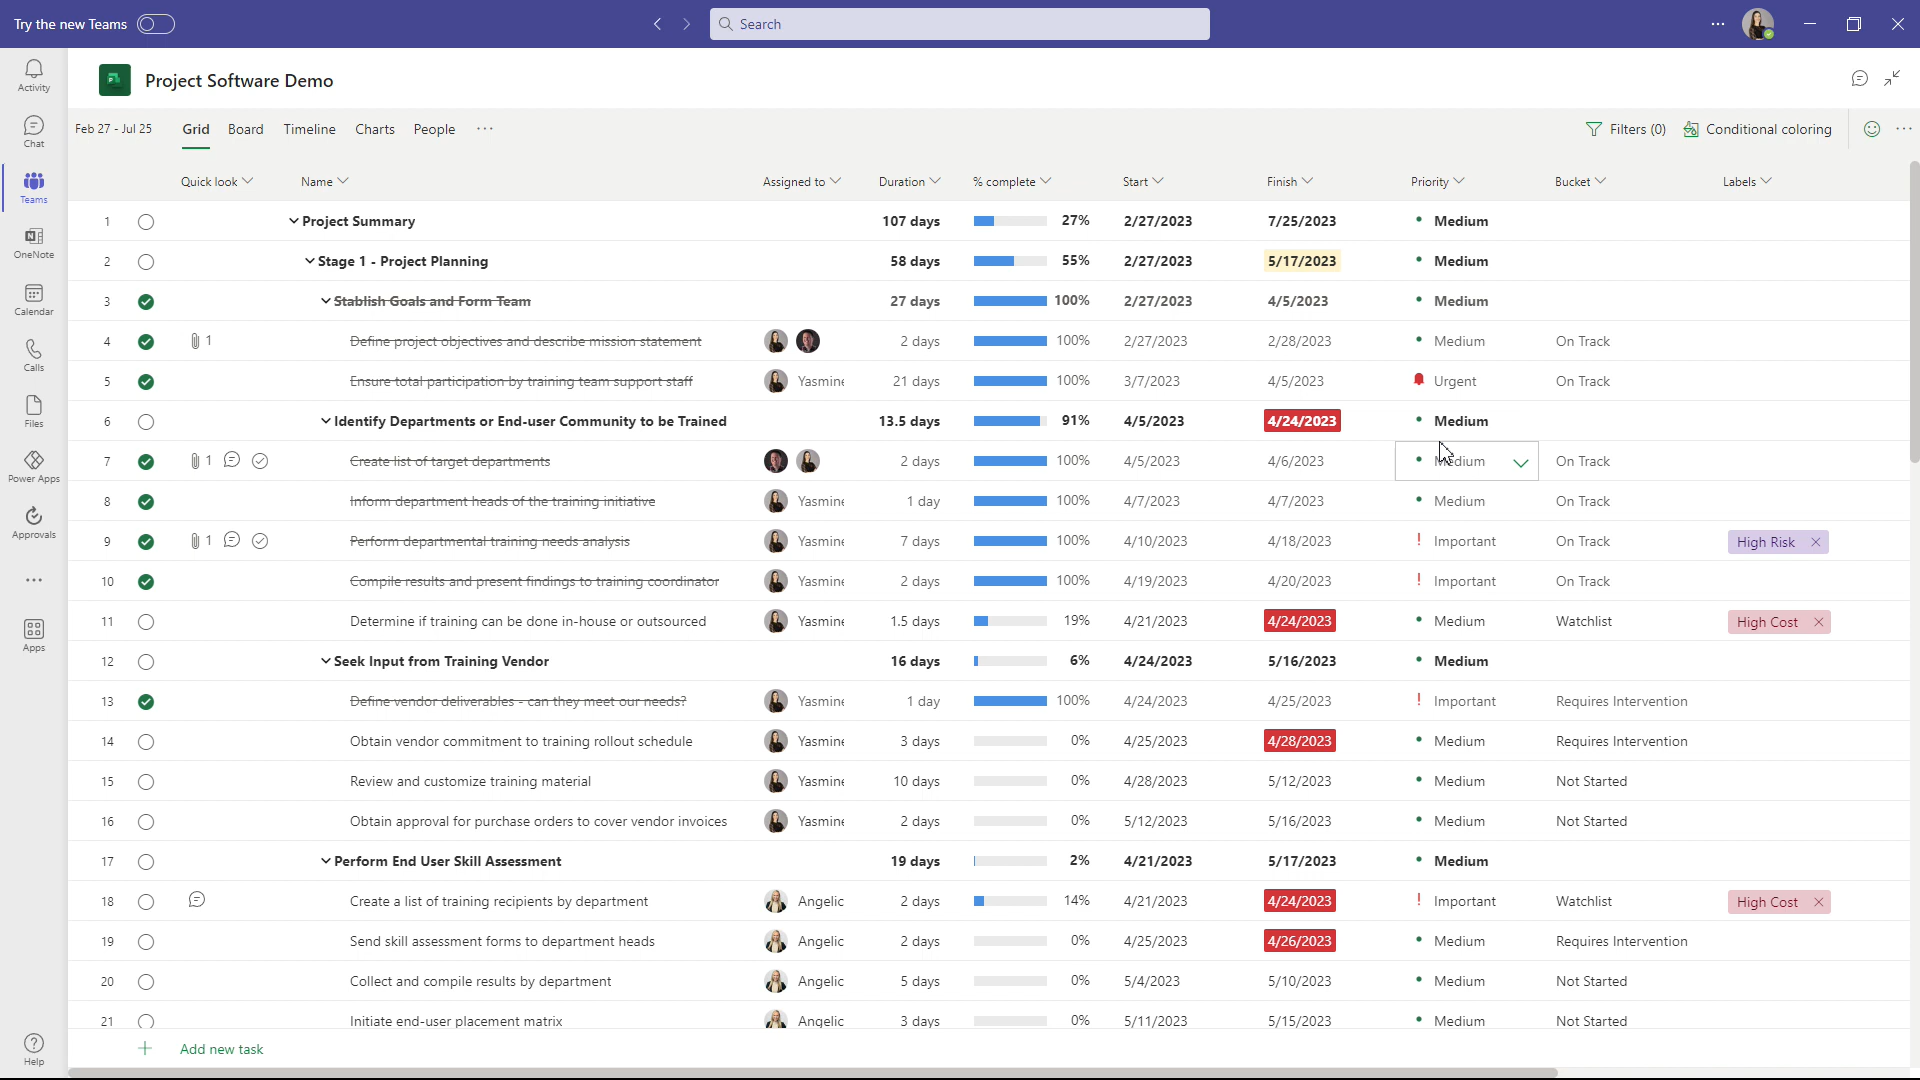 Try the new Teams
Search
Project Software Demo
Feb 27 - Jul 25 Grid Board Timeline Charts People Filters (0) Conditional coloring
Activity
Chat
Teams
OneNote
Calendar
Calls
Files
Power Apps
Approvals
Apps
Help
Quick look Name Assigned to Duration % complete Start Finish Priority Bucket Labels
1 Project Summary 107 days 27% 2/27/2023 7/25/2023 Medium
2 Stage 1 - Project Planning 58 days 55% 2/27/2023 5/17/2023 Medium
3 Stablish Goals and Form Team 27 days 100% 2/27/2023 4/5/2023 Medium
4 1 Define project objectives and describe mission statement 2 days 100% 2/27/2023 2/28/2023 Medium On Track
5 Ensure total participation by training team support staff Yasmine 21 days 100% 3/7/2023 4/5/2023 Urgent On Track
6 Identify Departments or End-user Community to be Trained 13.5 days 91% 4/5/2023 4/24/2023 Medium
7 1 Create list of target departments 2 days 100% 4/5/2023 4/6/2023 Medium On Track
8 Inform department heads of the training initiative Yasmine 1 day 100% 4/7/2023 4/7/2023 Medium On Track
9 1 Perform departmental training needs analysis Yasmine 7 days 100% 4/10/2023 4/18/2023 Important On Track High Risk
10 Compile results and present findings to training coordinator Yasmine 2 days 100% 4/19/2023 4/20/2023 Important On Track
11 Determine if training can be done in-house or outsourced Yasmine 1.5 days 19% 4/21/2023 4/24/2023 Medium Watchlist High Cost
12 Seek Input from Training Vendor 16 days 6% 4/24/2023 5/16/2023 Medium
13 Define vendor deliverables - can they meet our needs? Yasmine 1 day 100% 4/24/2023 4/25/2023 Important Requires Intervention
14 Obtain vendor commitment to training rollout schedule Yasmine 3 days 0% 4/25/2023 4/28/2023 Medium Requires Intervention
15 Review and customize training material Yasmine 10 days 0% 4/28/2023 5/12/2023 Medium Not Started
16 Obtain approval for purchase orders to cover vendor invoices Yasmine 2 days 0% 5/12/2023 5/16/2023 Medium Not Started
17 Perform End User Skill Assessment 19 days 2% 4/21/2023 5/17/2023 Medium
18 Create a list of training recipients by department Angelic 2 days 14% 4/21/2023 4/24/2023 Important Watchlist High Cost
19 Send skill assessment forms to department heads Angelic 2 days 0% 4/25/2023 4/26/2023 Medium Requires Intervention
20 Collect and compile results by department Angelic 5 days 0% 5/4/2023 5/10/2023 Medium Not Started
21 Initiate end-user placement matrix Angelic 3 days 0% 5/11/2023 5/15/2023 Medium Not Started
Add new task